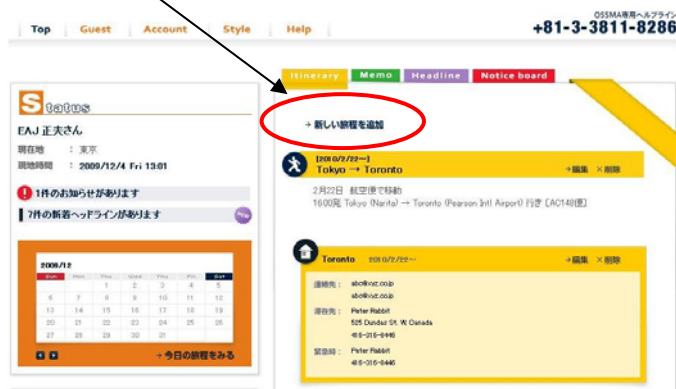 Top Guest Account Style Help
OSSMA専用ヘルプライン
+81-3-3811-8286
Itinerary Memo Headline Notice board
Status
EAJ 正夫さん
現在地 : 東京
現地時間 : 2009/12/4 Fri 13:01
1件のお知らせがあります
7件の新着ヘッドラインがあります
2009/12
Sun Mon Thu Wed Thu Fri Sat
1 2 3 4 5
6 7 8 9 10 11 12
13 14 15 16 17 18 19
20 21 22 23 24 25 26
27 28 29 30 31
→ 今日の旅程をみる
→ 新しい旅程を追加
[2010/2/22〜]
Tokyo → Toronto
→編集 ×削除
2月22日 航空便で移動
1600発 Tokyo (Narita) → Toronto (Pearson Intl Airport) 行き [AC148便]
Toronto 2010/2/22〜
→編集 ×削除
連絡先: abc@xyz.co.jp
abc@xyz.co.jp
滞在先: Peter Rabbit
525 Dundas St. W. Canada
416-316-6446
緊急時: Peter Rabbit
416-316-6446